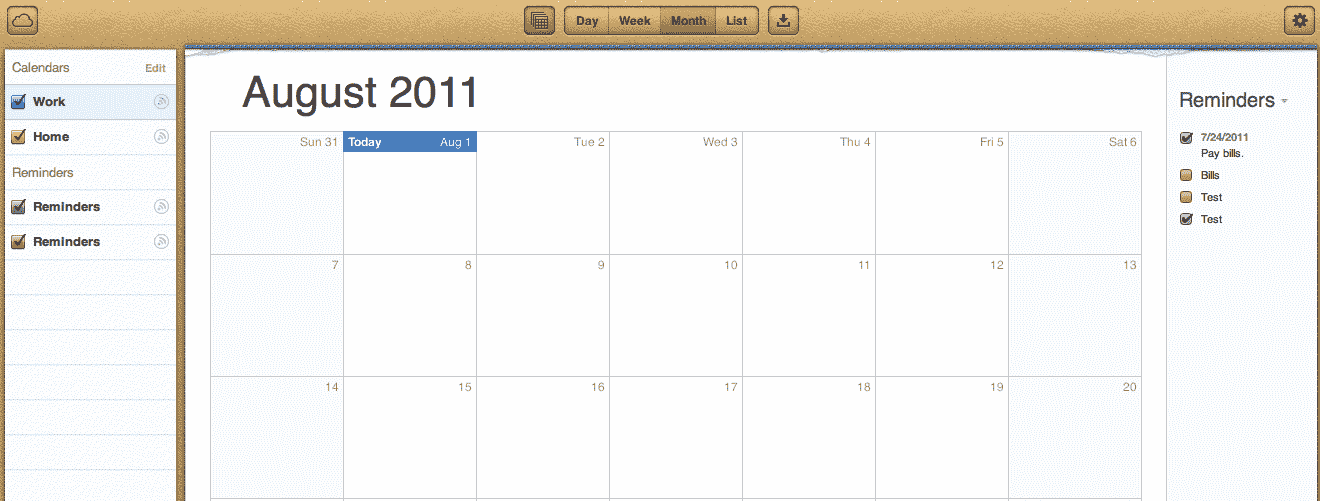 Day Week Month List
Calendars Edit
Work
Home
Reminders
Reminders
Reminders
August 2011
Sun 31 Today Aug 1 Tue 2 Wed 3 Thu 4 Fri 5 Sat 6
7 8 9 10 11 12 13
14 15 16 17 18 19 20
Reminders
7/24/2011
Pay bills.
Bills
Test
Test